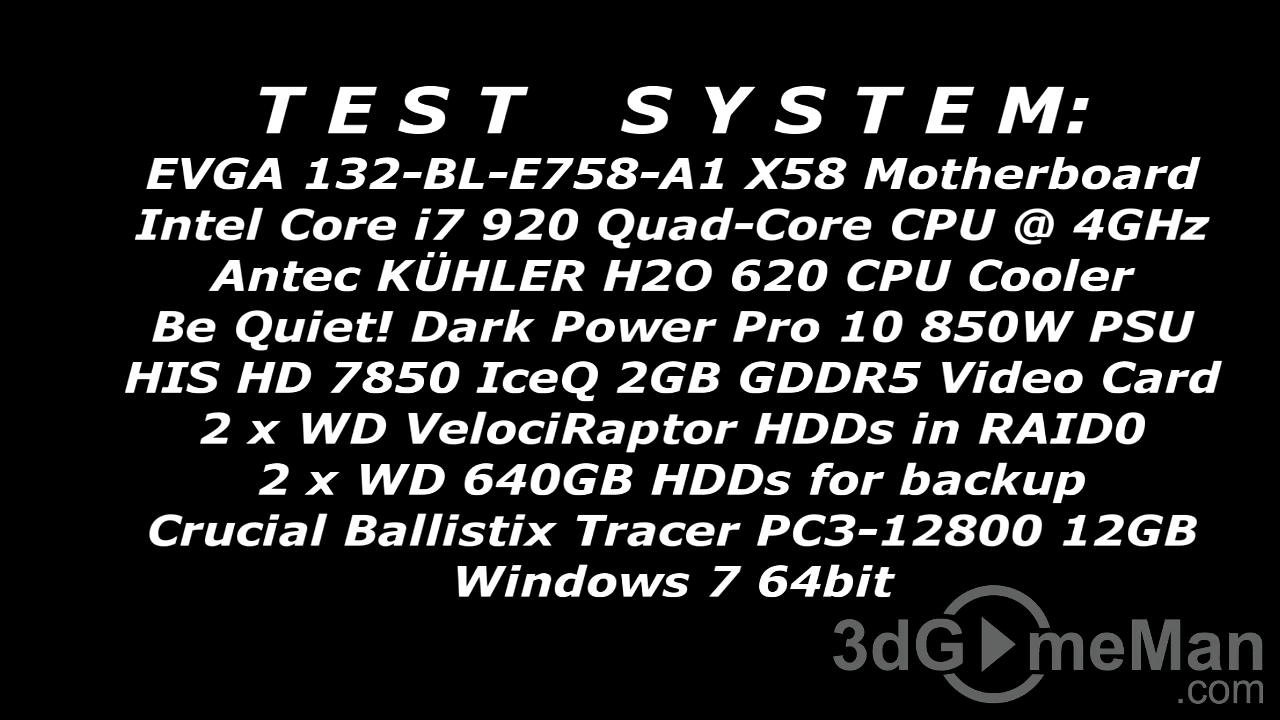 TEST SYSTEM:
EVGA 132-BL-E758-A1 X58 Motherboard
Intel Core i7 920 Quad-Core CPU @ 4GHz
Antec KÜHLER H2O 620 CPU Cooler
Be Quiet! Dark Power Pro 10 850W PSU
HIS HD 7850 IceQ 2GB GDDR5 Video Card
2 x WD VelociRaptor HDDs in RAID0
2 x WD 640GB HDDs for backup
Crucial Ballistix Tracer PC3-12800 12GB
Windows 7 64bit
3dGameMan
.com